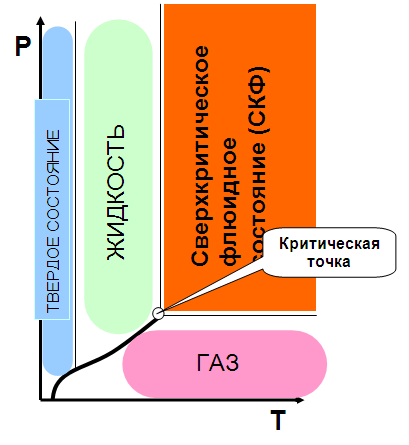 P
ТВЕРДОЕ СОСТОЯНИЕ
ЖИДКОСТЬ
Сверхкритическое
флюидное
состояние (СКФ)
Критическая
точка
ГАЗ
T